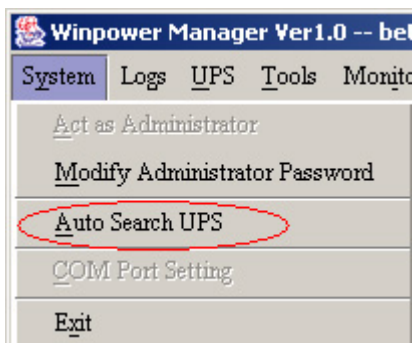 Winpower Manager Ver1.0 -- be
System Logs UPS Tools Monito
Act as Administrator
Modify Administrator Password
Auto Search UPS
COM Port Setting
Exit